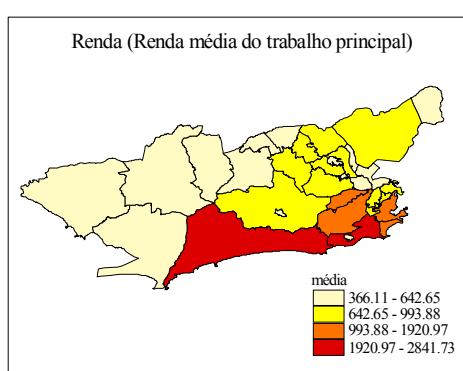 Renda (Renda média do trabalho principal)
média
366.11 - 642.65
642.65 - 993.88
993.88 - 1920.97
1920.97 - 2841.73